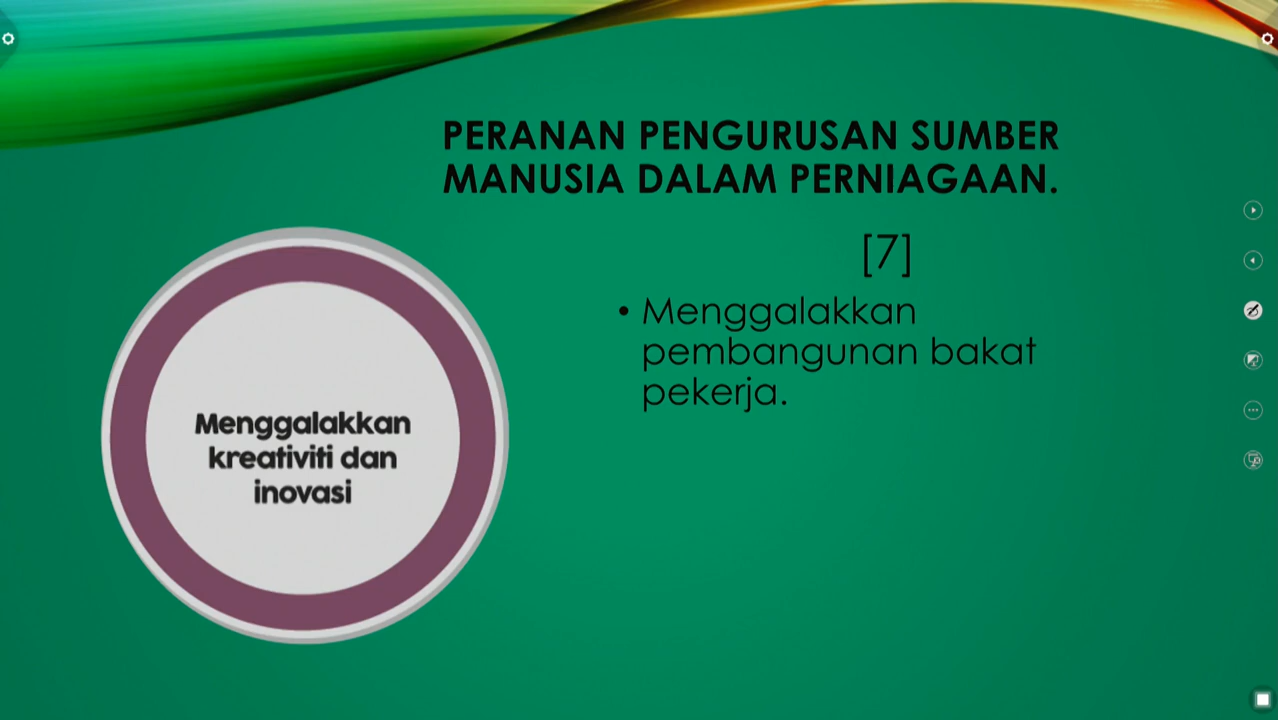 PERANAN PENGURUSAN SUMBER
MANUSIA DALAM PERNIAGAAN.
[7]
• Menggalakkan
pembangunan bakat
pekerja.
Menggalakkan
kreativiti dan
inovasi